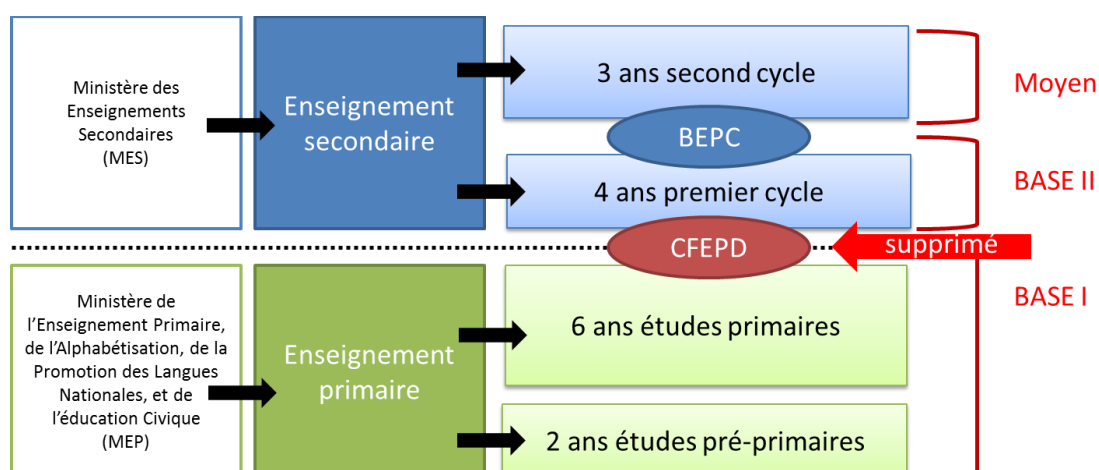 Ministère des
Enseignements
Secondaires
(MES)
Enseignement
secondaire
3 ans second cycle
BEPC
4 ans premier cycle
Moyen
BASE II
CFEPD
supprimé
BASE I
Ministère de
l'Enseignement Primaire,
de l'Alphabétisation, de la
Promotion des Langues
Nationales, et de
l'éducation Civique
(MEP)
Enseignement
primaire
6 ans études primaires
2 ans études pré-primaires